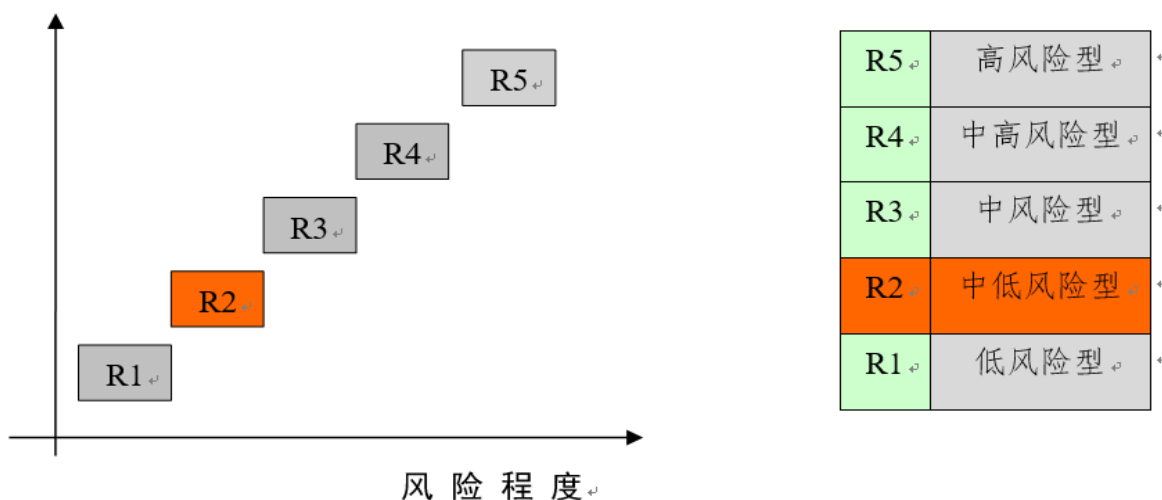 R5
R4
R3
R2
R1
风险程度
R5 高风险型
R4 中高风险型
R3 中风险型
R2 中低风险型
R1 低风险型